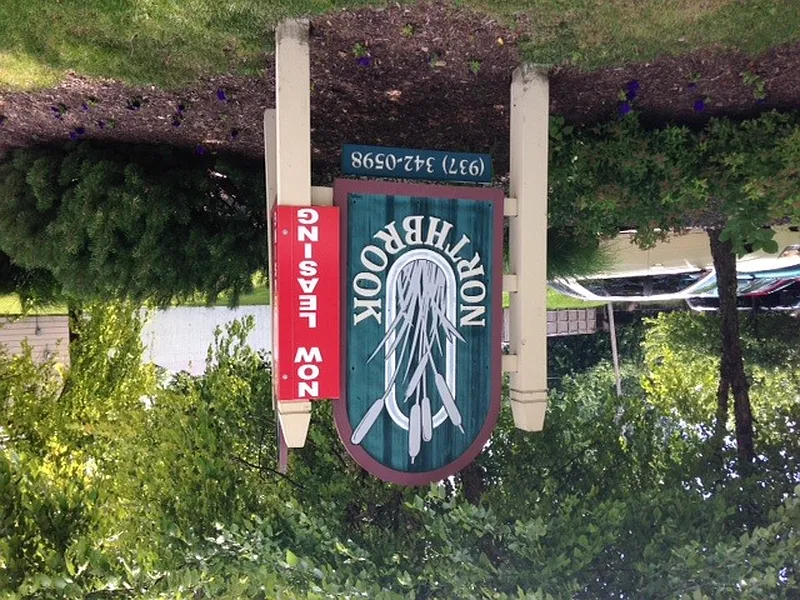 NOW
LEASING
NORTHBROOK
(937) 342-0598